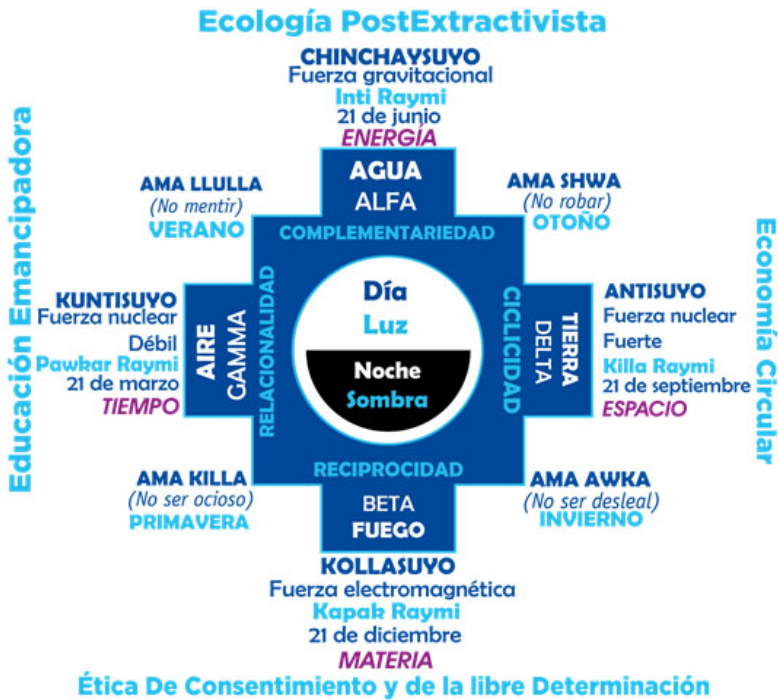 Ecología PostExtractivista
CHINCHAYSUYO
Fuerza gravitacional
Inti Raymi
21 de junio
ENERGÍA
AGUA
ALFA
COMPLEMENTARIEDAD
AMA LLULLA
(No mentir)
VERANO
AMA SHWA
(No robar)
OTOÑO
Educación Emancipadora
KUNTISUYO
Fuerza nuclear
Débil
Pawkar Raymi
21 de marzo
TIEMPO
AIRE
GAMMA
RELACIONALIDAD
Día
Luz
Noche
Sombra
CICLICIDAD
TIERRA
DELTA
ANTISUYO
Fuerza nuclear
Fuerte
Killa Raymi
21 de septiembre
ESPACIO
Economía Circular
AMA KILLA
(No ser ocioso)
PRIMAVERA
RECIPROCIDAD
BETA
FUEGO
AMA AWKA
(No ser desleal)
INVIERNO
KOLLASUYO
Fuerza electromagnética
Kapak Raymi
21 de diciembre
MATERIA
Ética De Consentimiento y de la libre Determinación